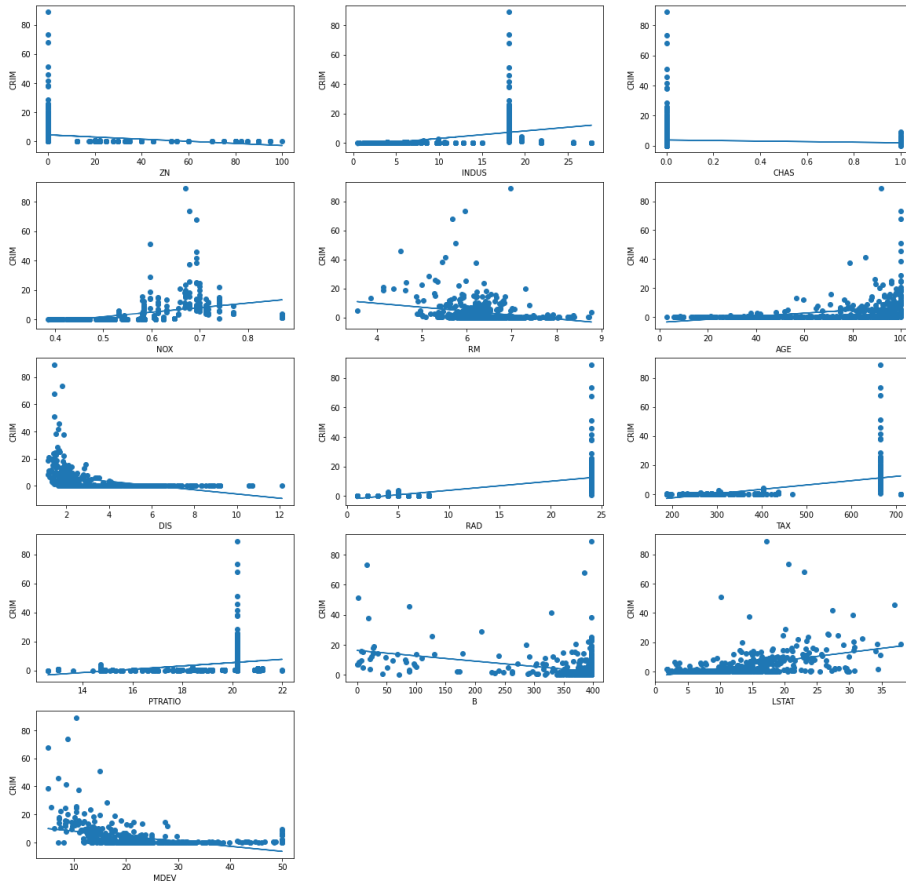 80
60
40
20
0
CRIM
0 20 40 60 80 100
ZN
80
60
40
20
0
CRIM
0 5 10 15 20 25
INDUS
80
60
40
20
0
CRIM
0.0 0.2 0.4 0.6 0.8 1.0
CHAS
80
60
40
20
0
CRIM
0.4 0.5 0.6 0.7 0.8
NOX
80
60
40
20
0
CRIM
4 5 6 7 8 9
RM
80
60
40
20
0
CRIM
0 20 40 60 80 100
AGE
80
60
40
20
0
CRIM
2 4 6 8 10 12
DIS
80
60
40
20
0
CRIM
0 5 10 15 20 25
RAD
80
60
40
20
0
CRIM
200 300 400 500 600 700
TAX
80
60
40
20
0
CRIM
14 16 18 20 22
PTRATIO
80
60
40
20
0
CRIM
0 50 100 150 200 250 300 350 400
B
80
60
40
20
0
CRIM
0 5 10 15 20 25 30 35
LSTAT
80
60
40
20
0
CRIM
10 20 30 40 50
MDEV